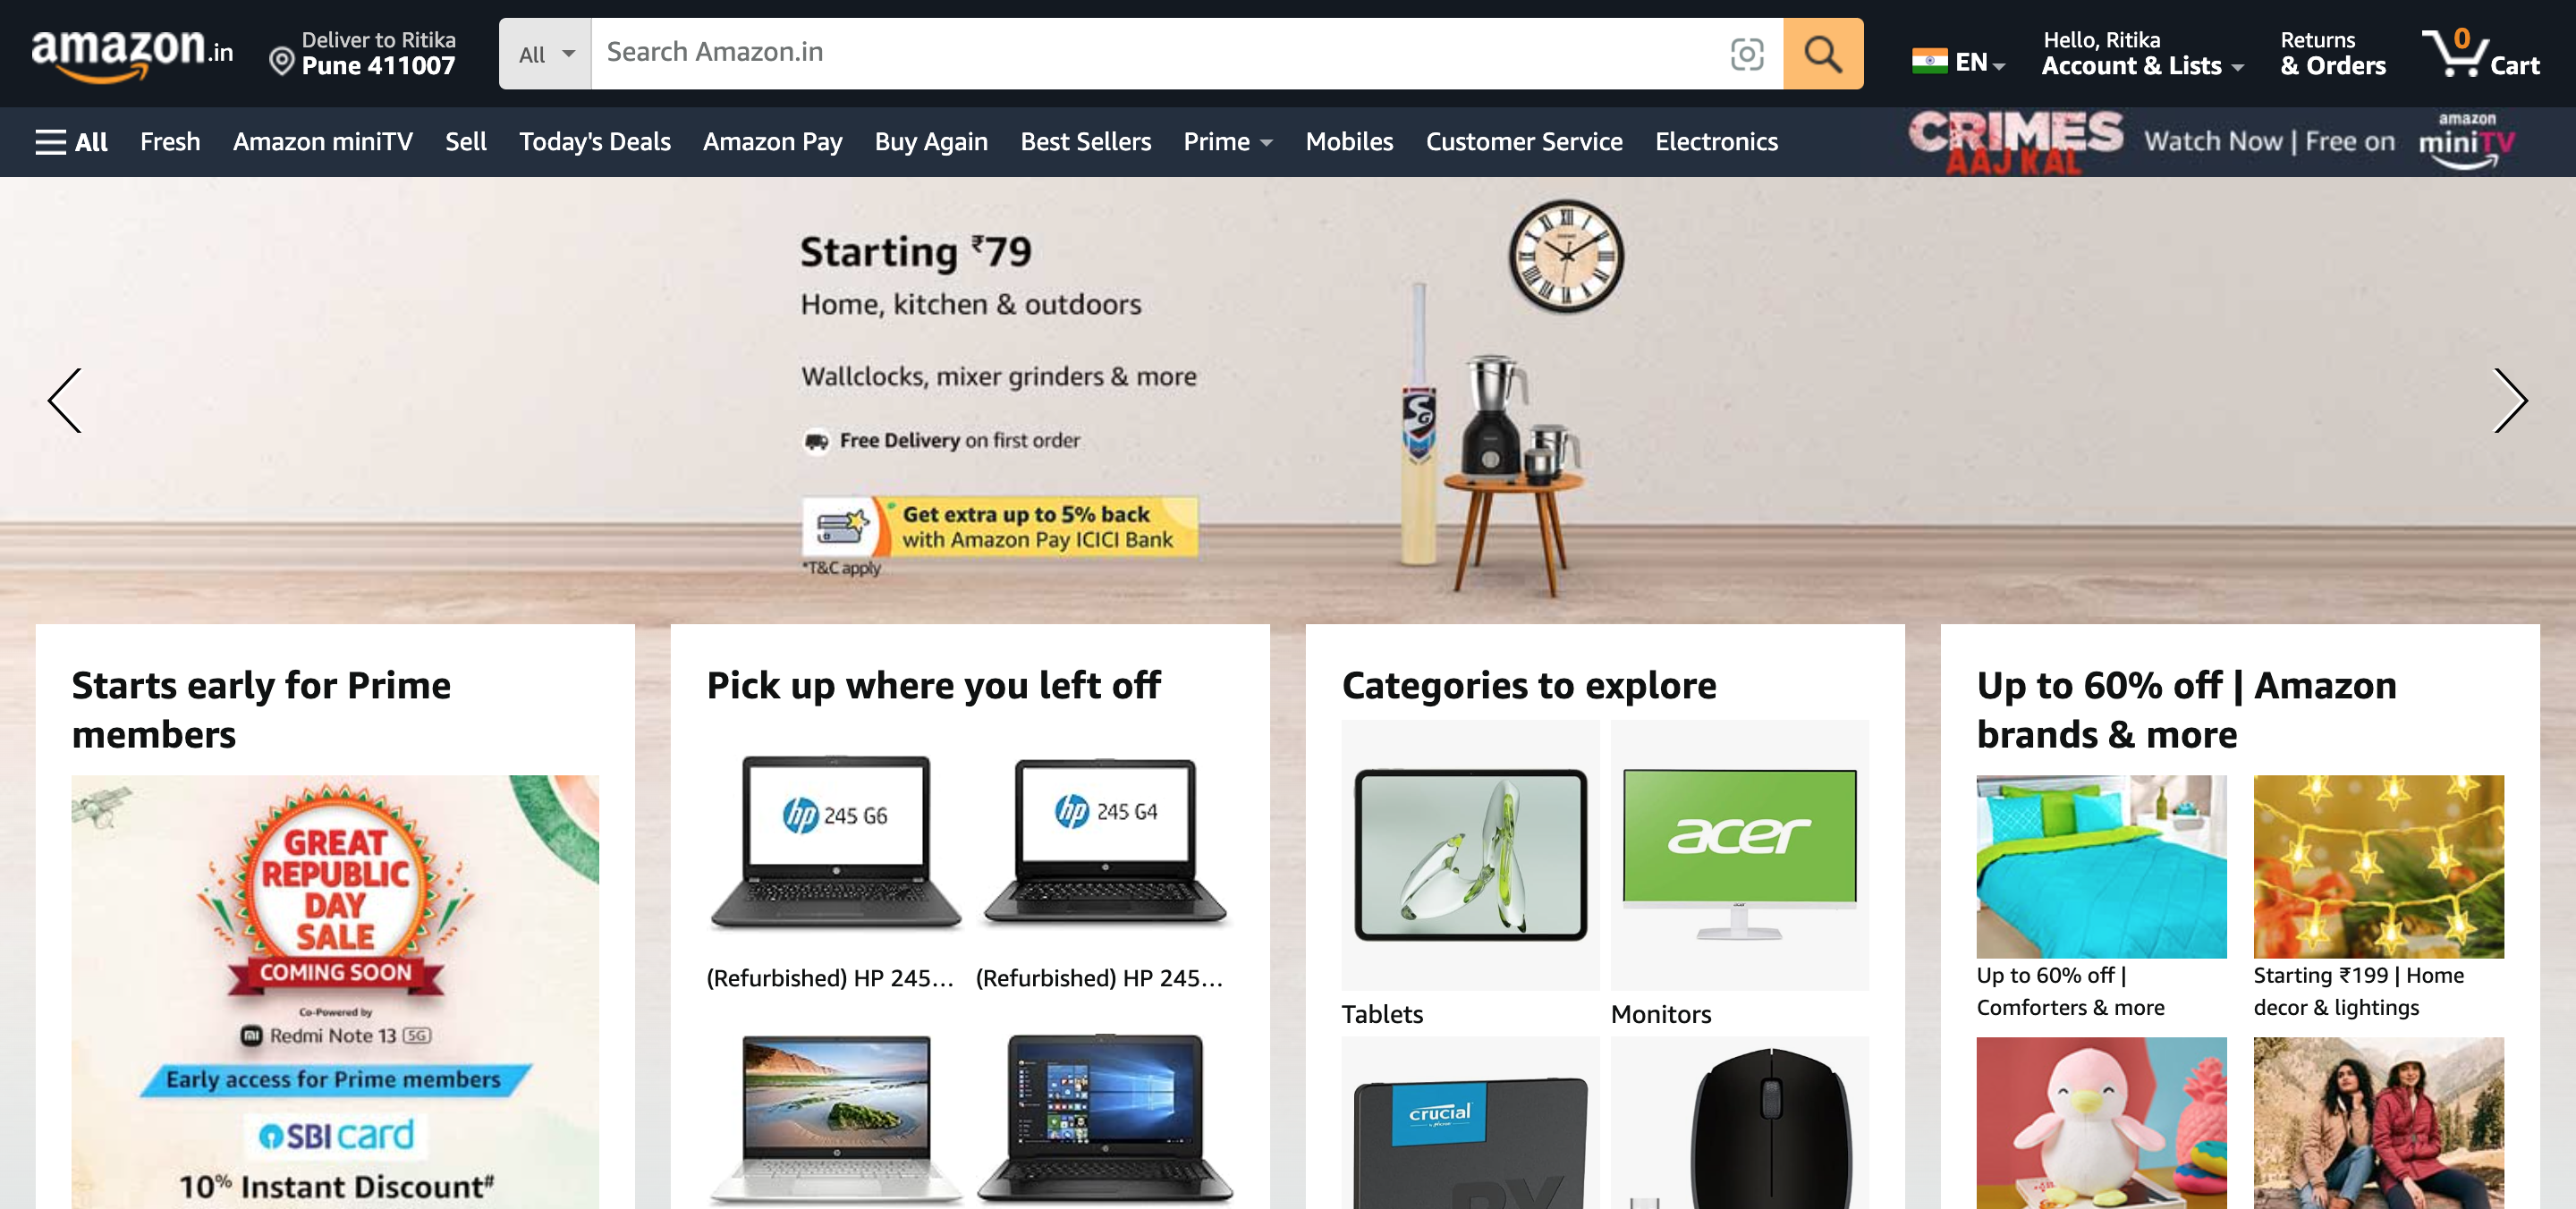 amazon.in
Deliver to Ritika
Pune 411007
All
Search Amazon.in
EN
Hello, Ritika
Account & Lists
Returns
& Orders
0
Cart
All
Fresh
Amazon miniTV
Sell
Today's Deals
Amazon Pay
Buy Again
Best Sellers
Prime
Mobiles
Customer Service
Electronics
CRIMES
AAJ KAL
Watch Now | Free on
amazon
miniTV
Starting ₹79
Home, kitchen & outdoors
Wallclocks, mixer grinders & more
Free Delivery on first order
Get extra up to 5% back
with Amazon Pay ICICI Bank
*T&C apply
SG
Starts early for Prime
members
GREAT
REPUBLIC
DAY
SALE
COMING SOON
Co-Powered by
Redmi Note 13 5G
Early access for Prime members
SBI card
10% Instant Discount#
Pick up where you left off
hp 245 G6
hp 245 G4
(Refurbished) HP 245...
(Refurbished) HP 245...
Categories to explore
acer
Tablets
Monitors
crucial
Up to 60% off | Amazon
brands & more
Up to 60% off |
Comforters & more
Starting ₹199 | Home
decor & lightings